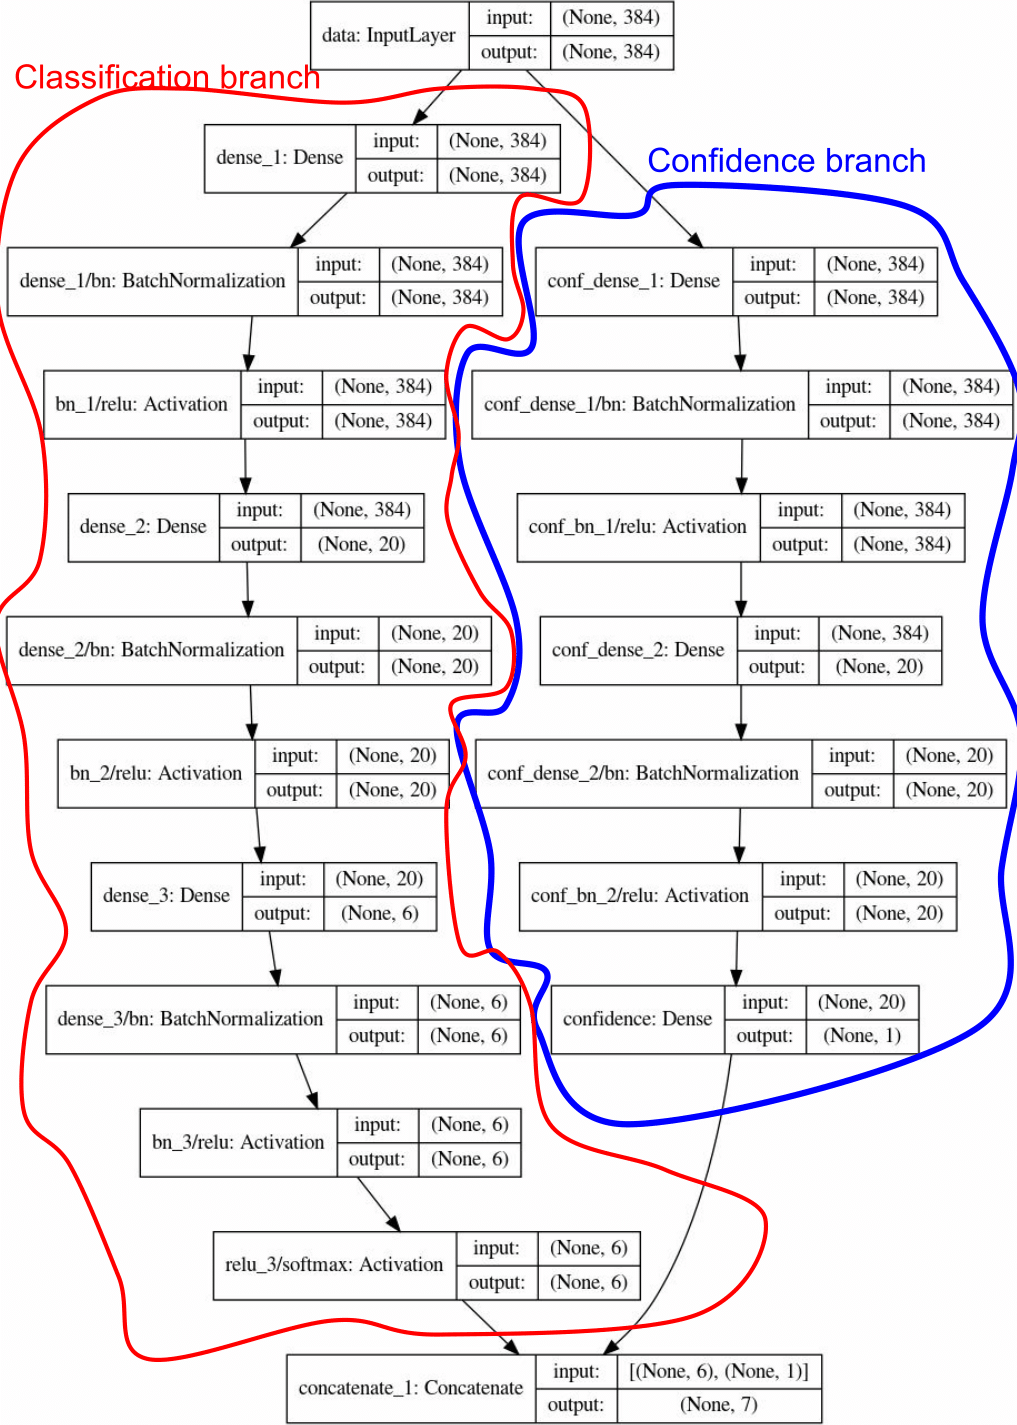 data: InputLayer
input: (None, 384)
output: (None, 384)
Classification branch
dense_1: Dense
input: (None, 384)
output: (None, 384)
Confidence branch
dense_1/bn: BatchNormalization
input: (None, 384)
output: (None, 384)
conf_dense_1: Dense
input: (None, 384)
output: (None, 384)
bn_1/relu: Activation
input: (None, 384)
output: (None, 384)
conf_dense_1/bn: BatchNormalization
input: (None, 384)
output: (None, 384)
dense_2: Dense
input: (None, 384)
output: (None, 20)
conf_bn_1/relu: Activation
input: (None, 384)
output: (None, 384)
dense_2/bn: BatchNormalization
input: (None, 20)
output: (None, 20)
conf_dense_2: Dense
input: (None, 384)
output: (None, 20)
bn_2/relu: Activation
input: (None, 20)
output: (None, 20)
conf_dense_2/bn: BatchNormalization
input: (None, 20)
output: (None, 20)
dense_3: Dense
input: (None, 20)
output: (None, 6)
conf_bn_2/relu: Activation
input: (None, 20)
output: (None, 20)
dense_3/bn: BatchNormalization
input: (None, 6)
output: (None, 6)
confidence: Dense
input: (None, 20)
output: (None, 1)
bn_3/relu: Activation
input: (None, 6)
output: (None, 6)
relu_3/softmax: Activation
input: (None, 6)
output: (None, 6)
concatenate_1: Concatenate
input: [(None, 6), (None, 1)]
output: (None, 7)